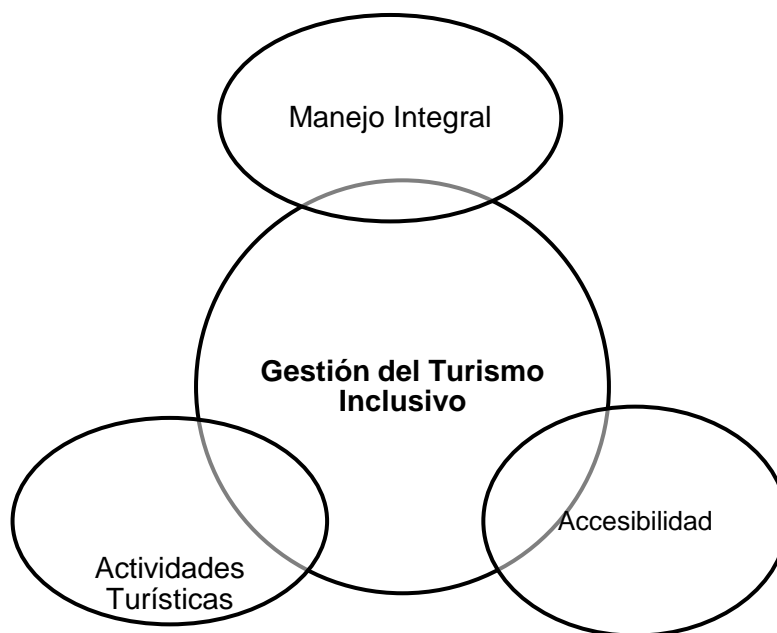 Manejo Integral
Gestión del Turismo
Inclusivo
Accesibilidad
Actividades
Turísticas